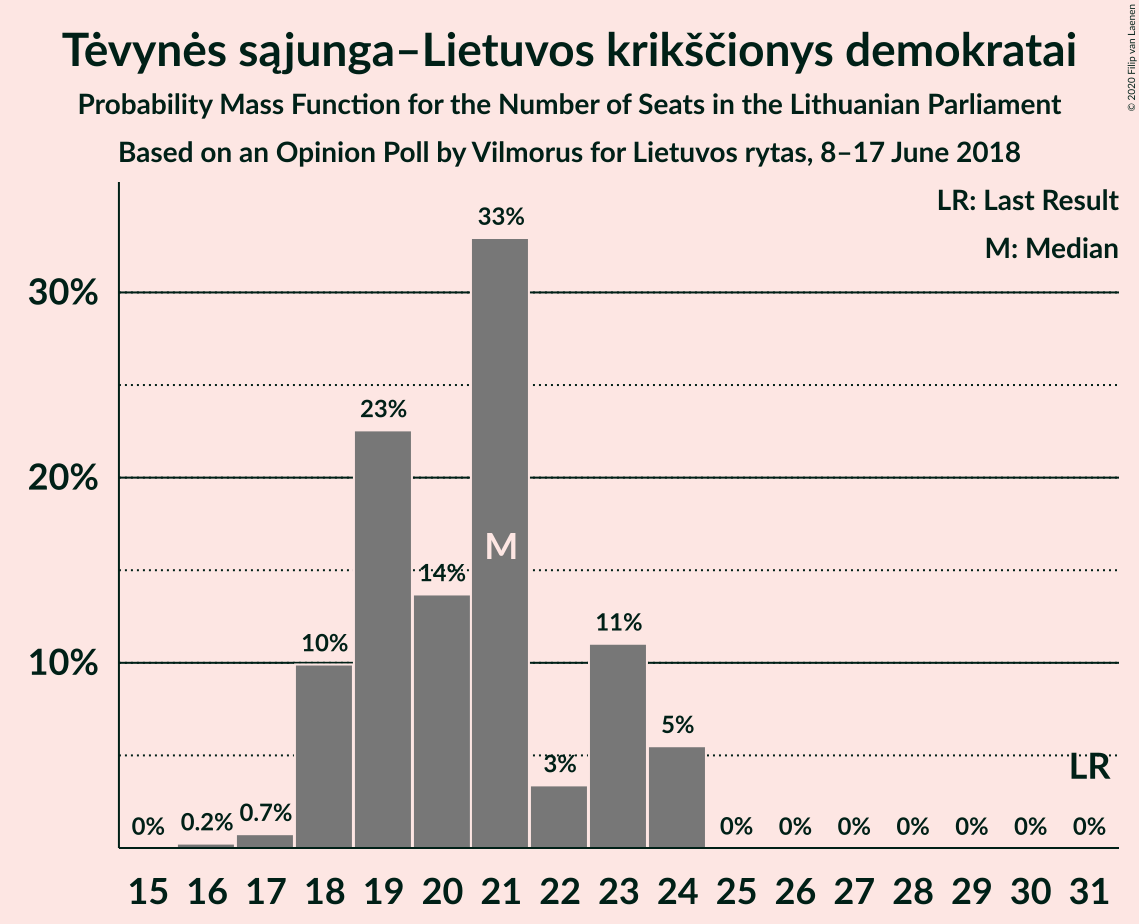 Tėvynės sąjunga–Lietuvos krikščionys demokratai
Probability Mass Function for the Number of Seats in the Lithuanian Parliament
Based on an Opinion Poll by Vilmorus for Lietuvos rytas, 8–17 June 2018
© 2020 Filip van Laenen
LR: Last Result
M: Median
33%
30%
23%
20%
M
14%
11%
10%
10%
5%
3%
LR
0% 0.2% 0.7% 0% 0% 0% 0% 0% 0% 0%
15 16 17 18 19 20 21 22 23 24 25 26 27 28 29 30 31